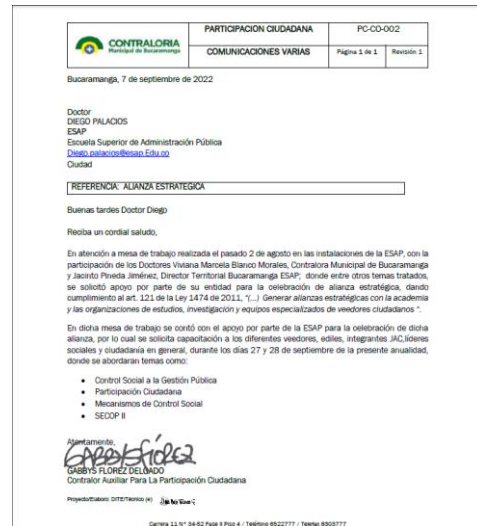 CONTRALORIA
Municipal de Bucaramanga
PARTICIPACION CIUDADANA
PC-CO-002
COMUNICACIONES VARIAS
Página 1 de 1
Revisión 1
Bucaramanga, 7 de septiembre de 2022
Doctor
DIEGO PALACIOS
ESAP
Escuela Superior de Administración Pública
Diego.palacios@esap.Edu.co
Ciudad
REFERENCIA: ALIANZA ESTRATEGICA
Buenas tardes Doctor Diego
Reciba un cordial saludo,
En atención a mesa de trabajo realizada el pasado 2 de agosto en las instalaciones de la ESAP, con la
participación de los Doctores Viviana Marcela Blanco Morales, Contralora Municipal de Bucaramanga
y Jacinto Pineda Jiménez, Director Territorial Bucaramanga ESAP; donde entre otros temas tratados,
se solicitó apoyo por parte de su entidad para la celebración de alianza estratégica, dando
cumplimiento al art. 121 de la Ley 1474 de 2011, "(...) Generar alianzas estratégicas con la academia
y las organizaciones de estudios, investigación y equipos especializados de veedores ciudadanos ".
En dicha mesa de trabajo se contó con el apoyo por parte de la ESAP para la celebración de dicha
alianza, por lo cual se solicita capacitación a los diferentes veedores, ediles, integrantes JAC,líderes
sociales y ciudadanía en general, durante los días 27 y 28 de septiembre de la presente anualidad,
donde se abordaran temas como:
• Control Social a la Gestión Pública
• Participación Ciudadana
• Mecanismos de Control Social
• SECOP II
Atentamente,
GABBYS FLOREZ DELGADO
Contralor Auxiliar Para La Participación Ciudadana
Proyectó/Elaboro: DITE/Técnico (e)
Carrera 11 N° 34-52 Fase II Piso 4 / Teléfono 6522777 / Telefax 6303777